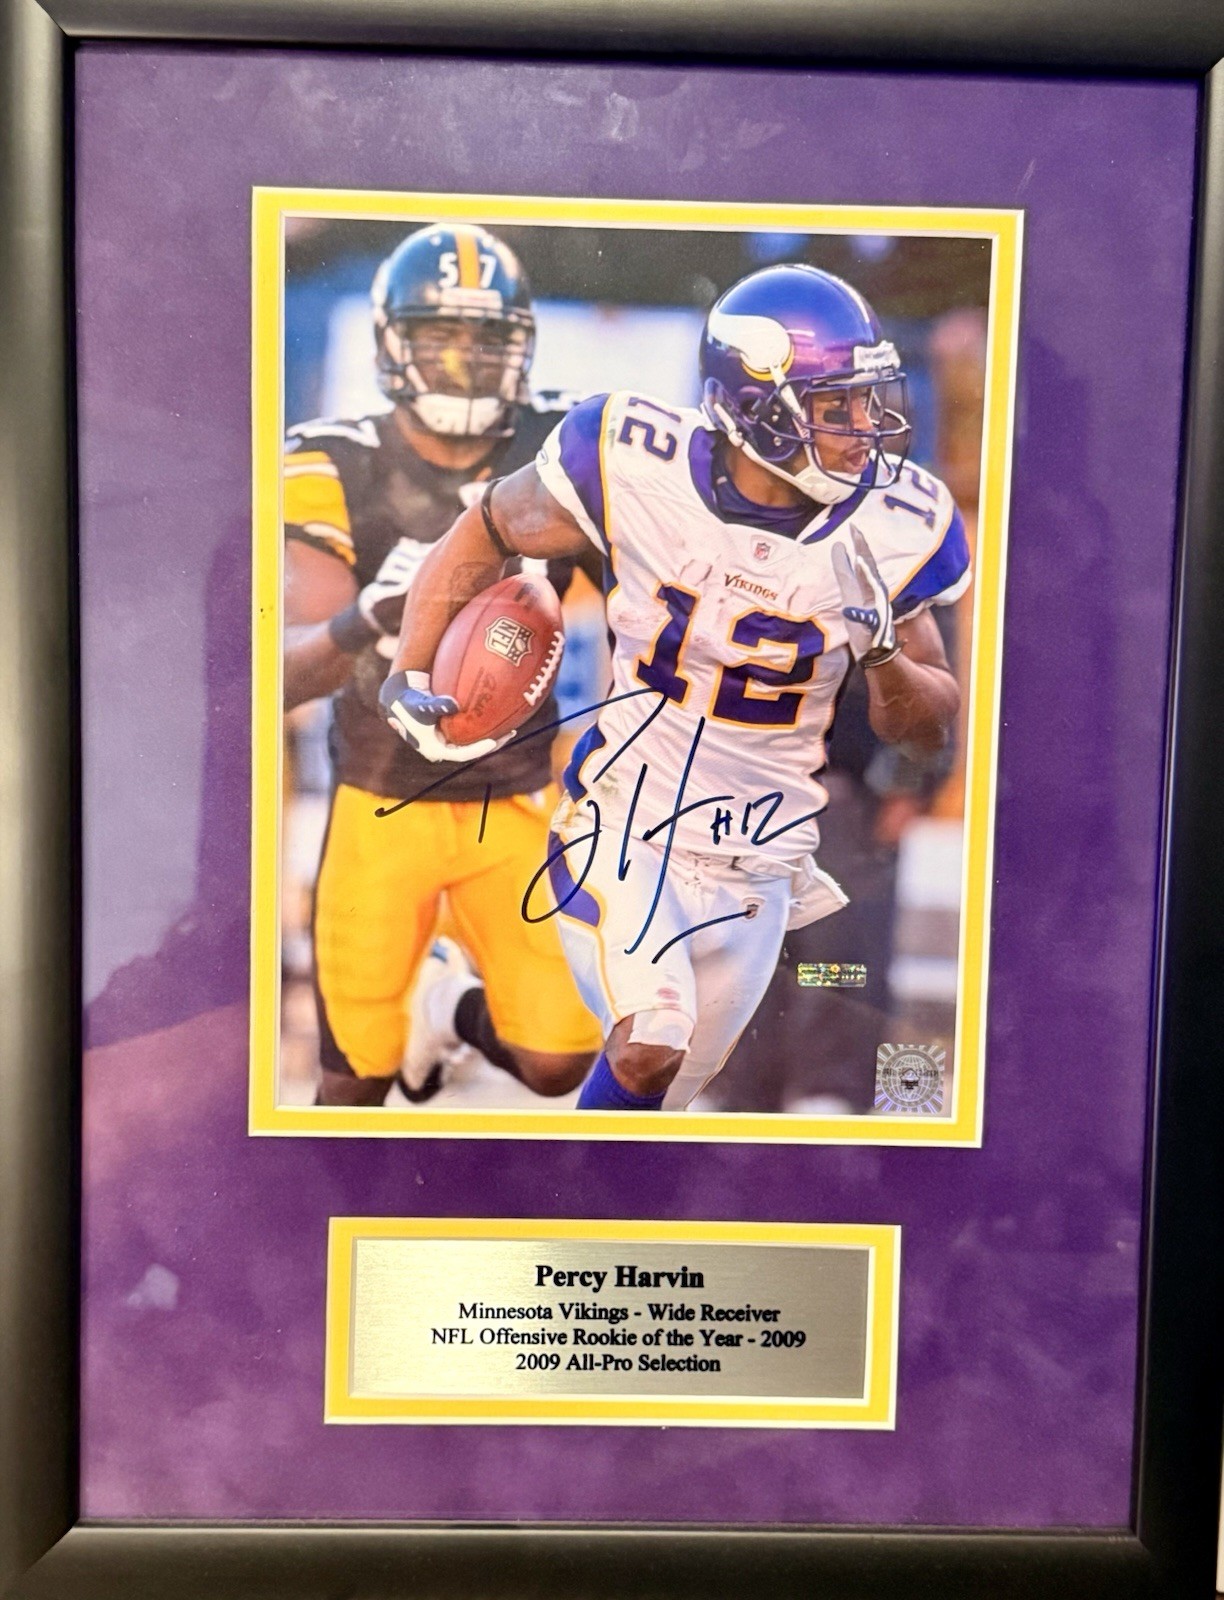 57
12
12
NFL
VIKINGS
12
#12
Percy Harvin
Minnesota Vikings - Wide Receiver
NFL Offensive Rookie of the Year - 2009
2009 All-Pro Selection